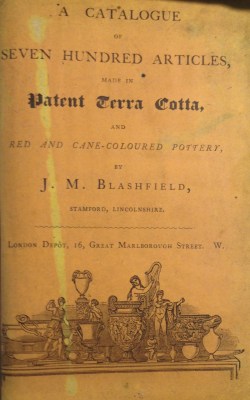 A CATALOGUE
OF
SEVEN HUNDRED ARTICLES,
MADE IN
Patent Terra Cotta,
AND
RED AND CANE-COLOURED POTTERY,
BY
J. M. BLASHFIELD,
STAMFORD, LINCOLNSHIRE.
LONDON DEPÔT, 16, GREAT MARLBOROUGH STREET. W.